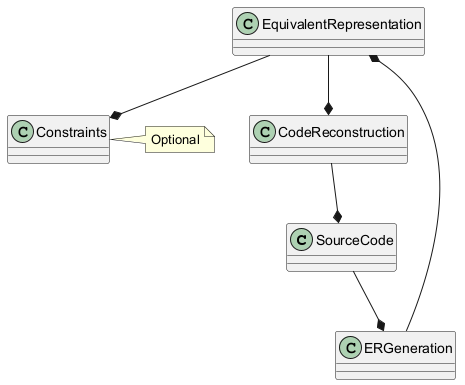 C EquivalentRepresentation
C Constraints
Optional
C CodeReconstruction
C SourceCode
C ERGeneration